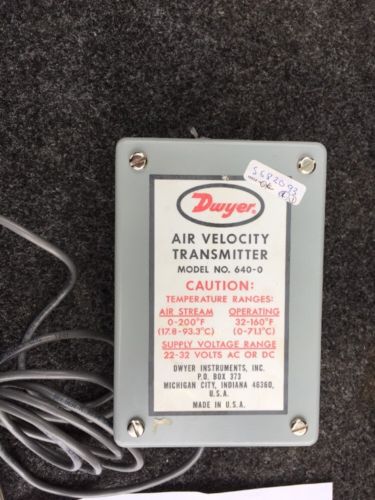 Dwyer
AIR VELOCITY
TRANSMITTER
MODEL NO. 640-0
CAUTION:
TEMPERATURE RANGES:
AIR STREAM
0-200°F
(17.8-93.3°C)
OPERATING
32-160°F
(0-71.1°C)
SUPPLY VOLTAGE RANGE
22-32 VOLTS AC OR DC
DWYER INSTRUMENTS, INC.
P.O. BOX 373
MICHIGAN CITY, INDIANA 46360,
U.S.A.
MADE IN U.S.A.